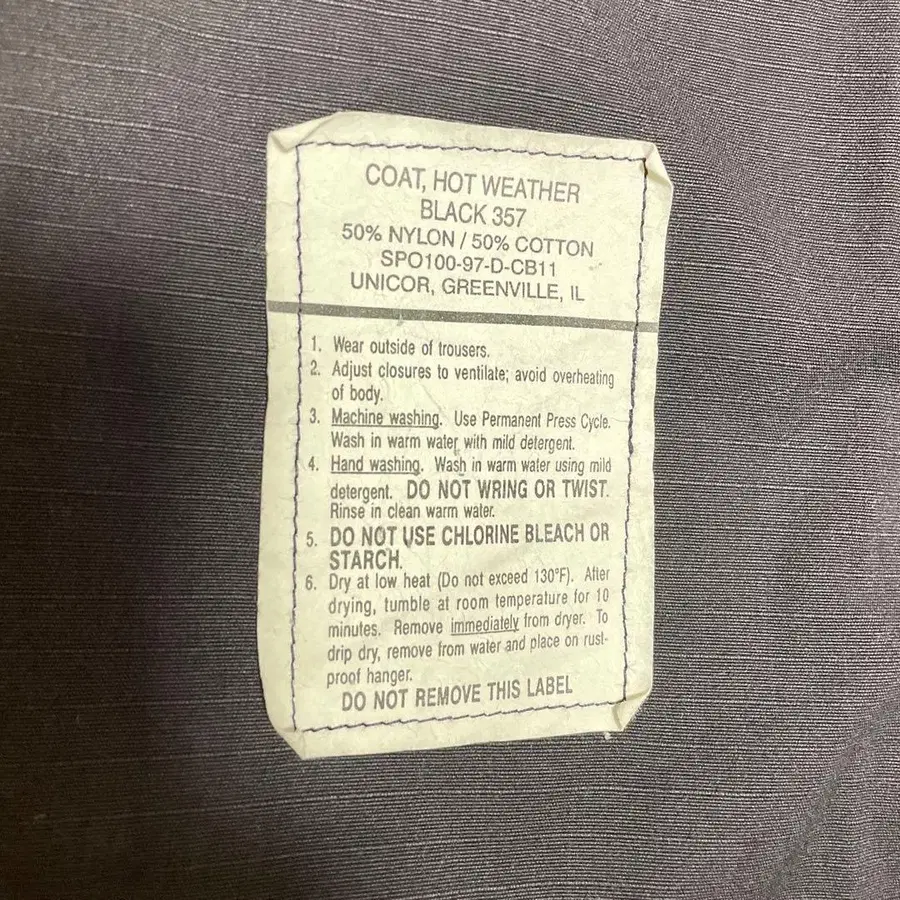 COAT, HOT WEATHER
BLACK 357
50% NYLON / 50% COTTON
SPO100-97-D-CB11
UNICOR, GREENVILLE, IL
1. Wear outside of trousers.
2. Adjust closures to ventilate; avoid overheating
of body.
3. Machine washing. Use Permanent Press Cycle.
Wash in warm water with mild detergent.
4. Hand washing. Wash in warm water using mild
detergent. DO NOT WRING OR TWIST.
Rinse in clean warm water.
5. DO NOT USE CHLORINE BLEACH OR
STARCH.
6. Dry at low heat (Do not exceed 130°F). After
drying, tumble at room temperature for 10
minutes. Remove immediately from dryer. To
drip dry, remove from water and place on rust-
proof hanger.
DO NOT REMOVE THIS LABEL